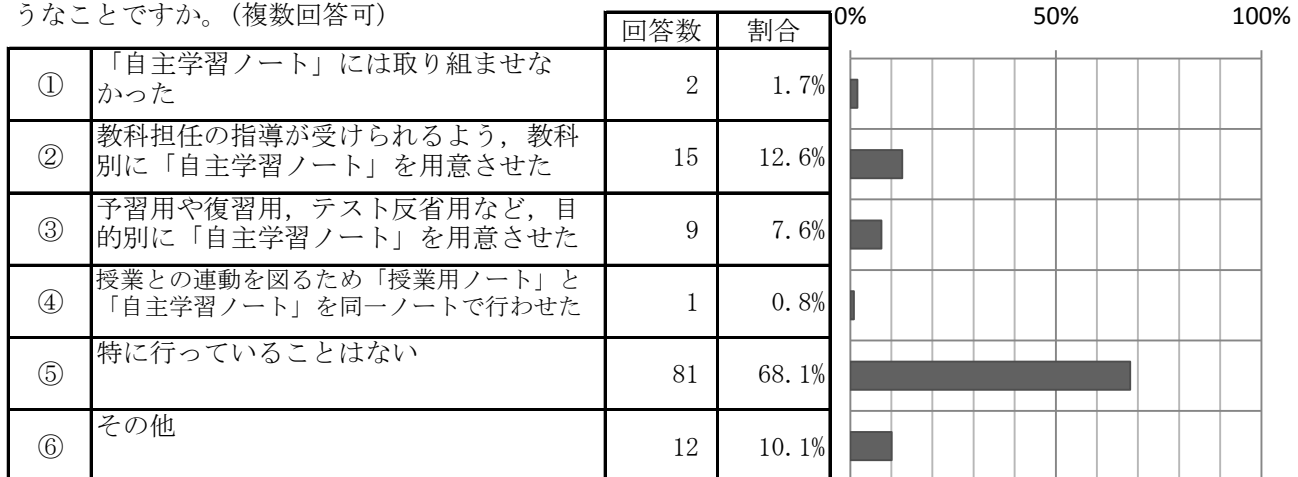 うなことですか。(複数回答可)
回答数 割合
0% 50% 100%
① 「自主学習ノート」には取り組ませな
かった
2 1.7%
② 教科担任の指導が受けられるよう，教科
別に「自主学習ノート」を用意させた
15 12.6%
③ 予習用や復習用，テスト反省用など，目
的別に「自主学習ノート」を用意させた
9 7.6%
④ 授業との連動を図るため「授業用ノート」と
「自主学習ノート」を同一ノートで行わせた
1 0.8%
⑤ 特に行っていることはない
81 68.1%
⑥ その他
12 10.1%